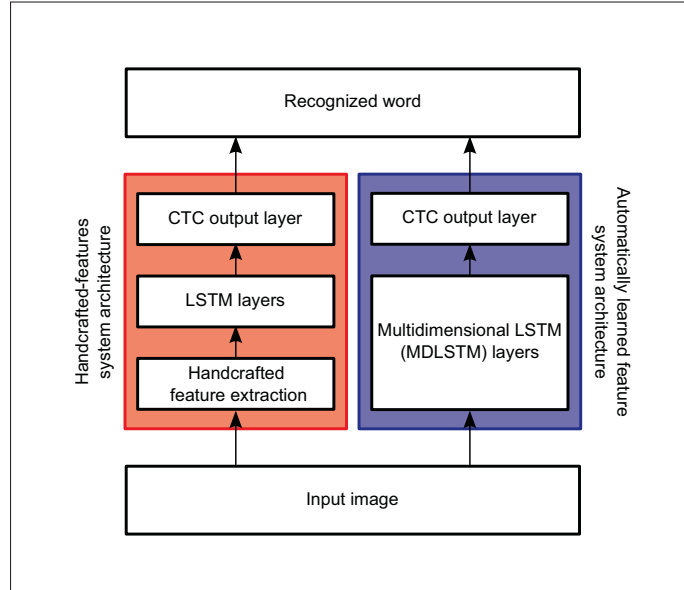 Recognized word
Handcrafted-features
system architecture
CTC output layer
LSTM layers
Handcrafted
feature extraction
CTC output layer
Multidimensional LSTM
(MDLSTM) layers
Automatically learned feature
system architecture
Input image